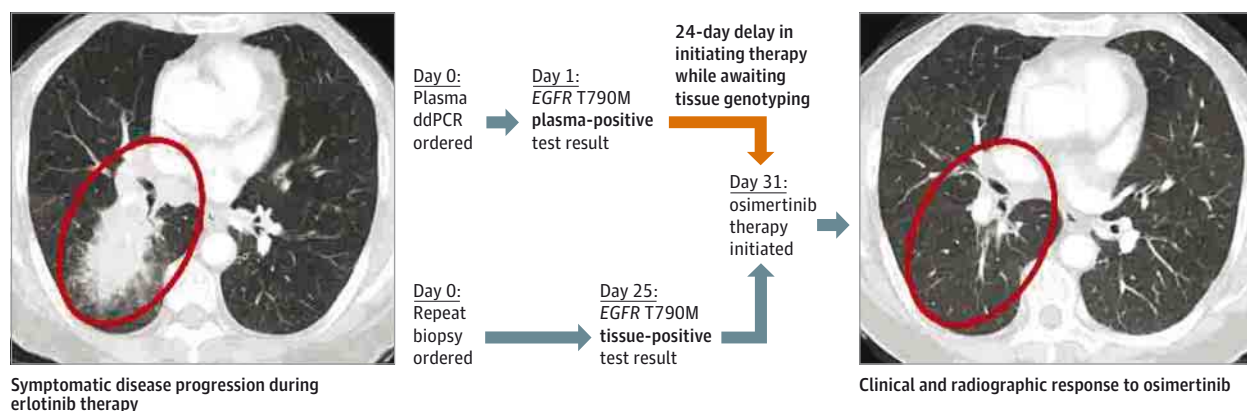 Day 0:
Plasma
ddPCR
ordered
Day 1:
EGFR T790M
plasma-positive
test result
24-day delay in
initiating therapy
while awaiting
tissue genotyping
Day 31:
osimertinib
therapy
initiated
Day 0:
Repeat
biopsy
ordered
Day 25:
EGFR T790M
tissue-positive
test result
Symptomatic disease progression during
erlotinib therapy
Clinical and radiographic response to osimertinib